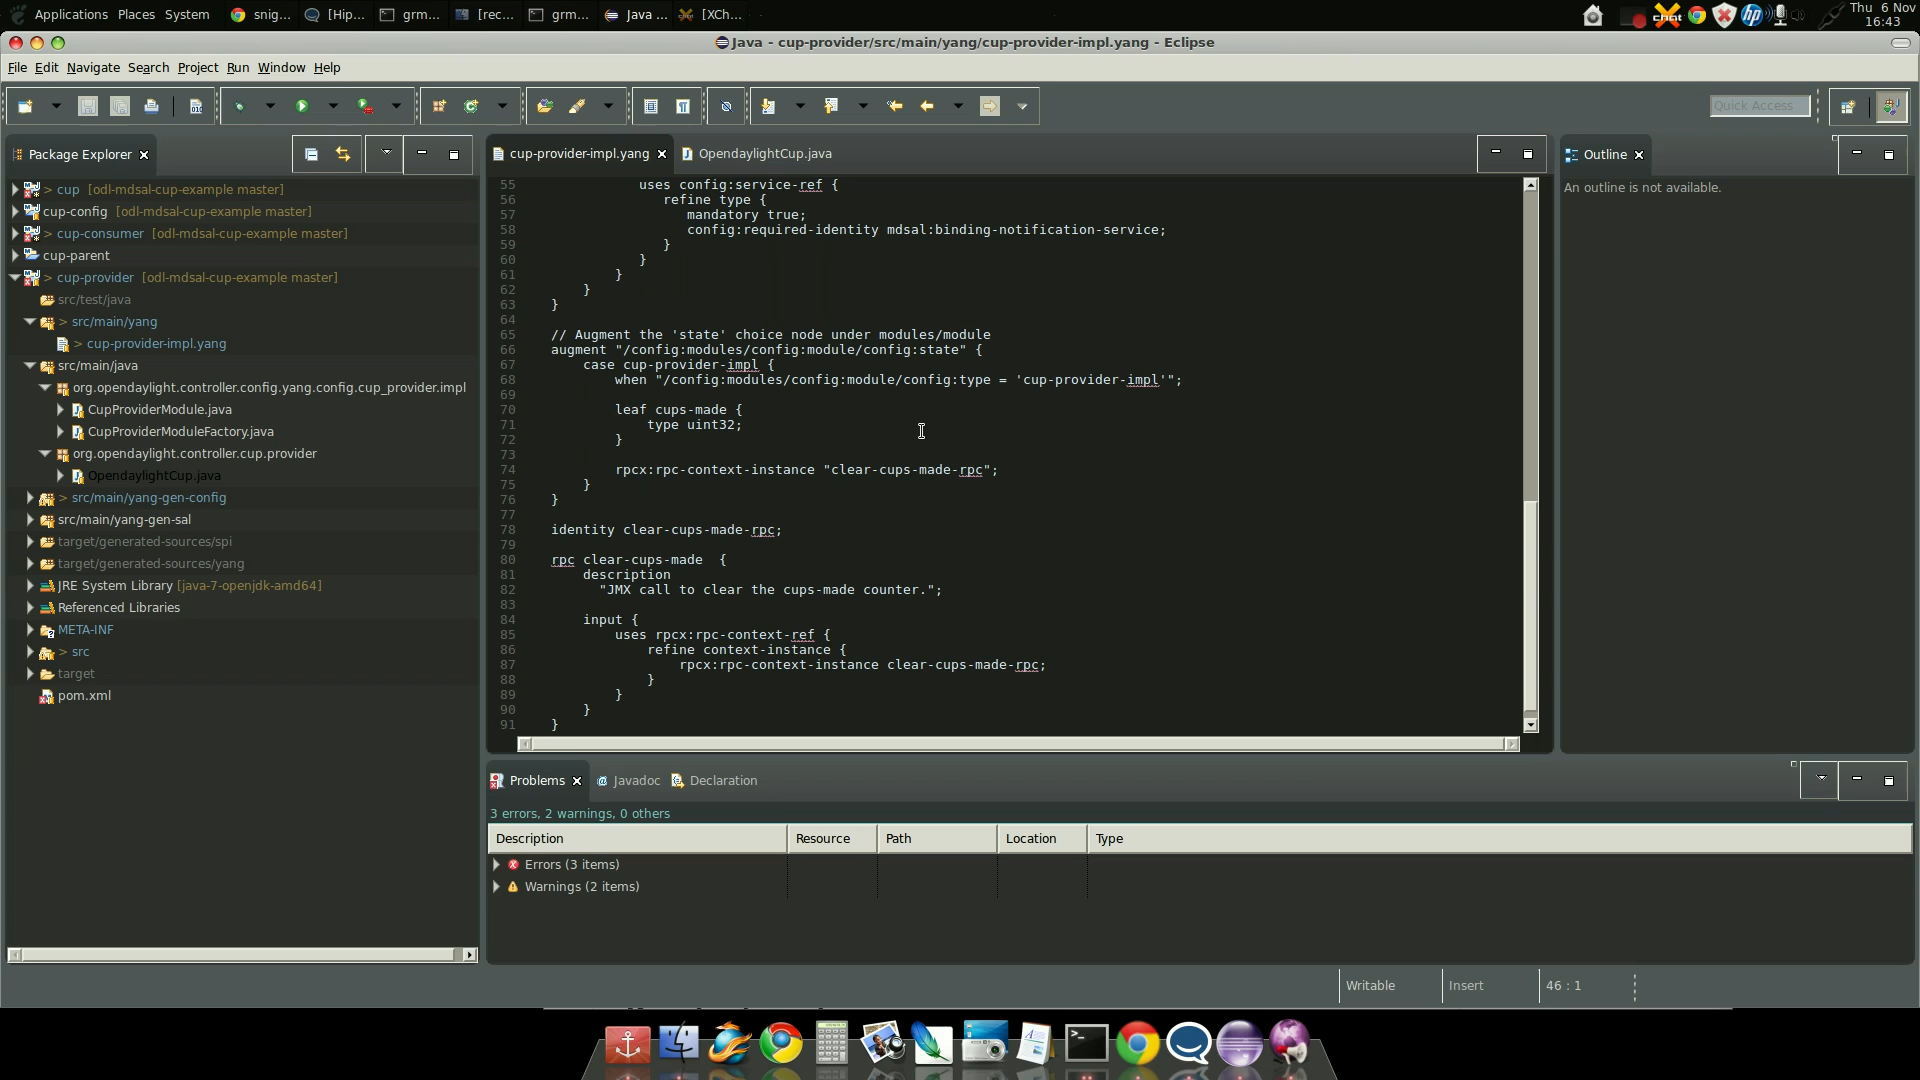 Applications Places System snig... [Hip... grm... [rec... grm... Java ... [XCh... Thu 6 Nov
16:43
Java - cup-provider/src/main/yang/cup-provider-impl.yang - Eclipse
File Edit Navigate Search Project Run Window Help
Quick Access
Package Explorer
> cup [odl-mdsal-cup-example master]
cup-config [odl-mdsal-cup-example master]
> cup-consumer [odl-mdsal-cup-example master]
cup-parent
> cup-provider [odl-mdsal-cup-example master]
src/test/java
> src/main/yang
> cup-provider-impl.yang
src/main/java
org.opendaylight.controller.config.yang.config.cup_provider.impl
CupProviderModule.java
CupProviderModuleFactory.java
org.opendaylight.controller.cup.provider
OpendaylightCup.java
> src/main/yang-gen-config
src/main/yang-gen-sal
target/generated-sources/spi
target/generated-sources/yang
JRE System Library [java-7-openjdk-amd64]
Referenced Libraries
META-INF
> src
target
pom.xml
cup-provider-impl.yang OpendaylightCup.java
55 uses config:service-ref {
56 refine type {
57 mandatory true;
58 config:required-identity mdsal:binding-notification-service;
59 }
60 }
61 }
62 }
63 }
64
65 // Augment the 'state' choice node under modules/module
66 augment "/config:modules/config:module/config:state" {
67 case cup-provider-impl {
68 when "/config:modules/config:module/config:type = 'cup-provider-impl'";
69
70 leaf cups-made {
71 type uint32;
72 }
73
74 rpcx:rpc-context-instance "clear-cups-made-rpc";
75 }
76 }
77
78 identity clear-cups-made-rpc;
79
80 rpc clear-cups-made {
81 description
82 "JMX call to clear the cups-made counter.";
83
84 input {
85 uses rpcx:rpc-context-ref {
86 refine context-instance {
87 rpcx:rpc-context-instance clear-cups-made-rpc;
88 }
89 }
90 }
91 }
Outline
An outline is not available.
Problems Javadoc Declaration
3 errors, 2 warnings, 0 others
Description Resource Path Location Type
Errors (3 items)
Warnings (2 items)
Writable Insert 46 : 1